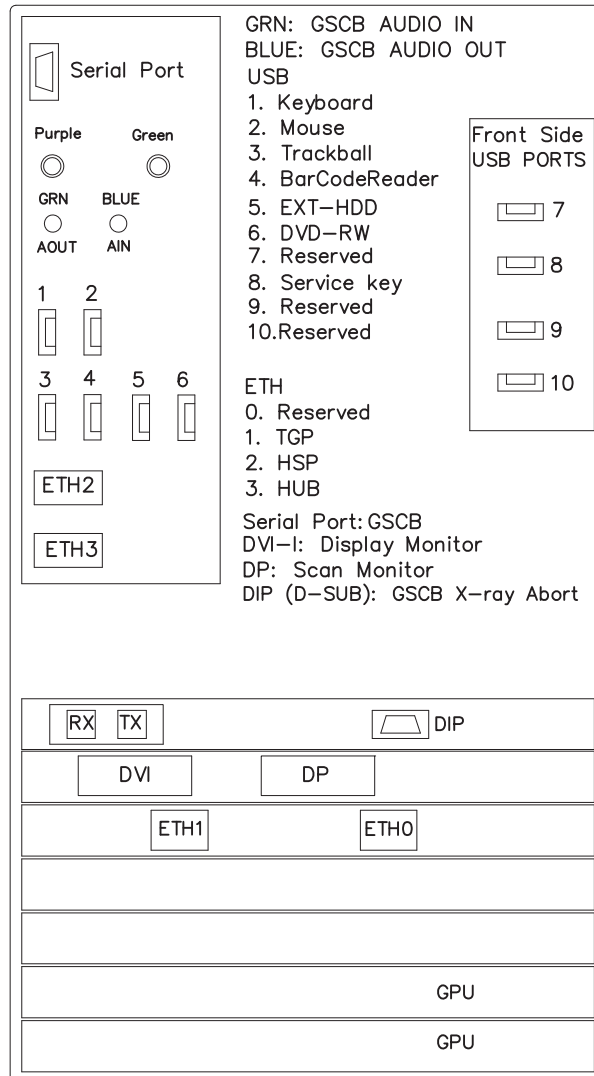 Serial Port
Purple Green
GRN BLUE
AOUT AIN
1 2
3 4 5 6
ETH2
ETH3
GRN: GSCB AUDIO IN
BLUE: GSCB AUDIO OUT
USB
1. Keyboard
2. Mouse
3. Trackball
4. BarCodeReader
5. EXT-HDD
6. DVD-RW
7. Reserved
8. Service key
9. Reserved
10.Reserved
ETH
0. Reserved
1. TGP
2. HSP
3. HUB
Serial Port: GSCB
DVI-I: Display Monitor
DP: Scan Monitor
DIP (D-SUB): GSCB X-ray Abort
Front Side
USB PORTS
7
8
9
10
RX TX DIP
DVI DP
ETH1 ETH0
GPU
GPU